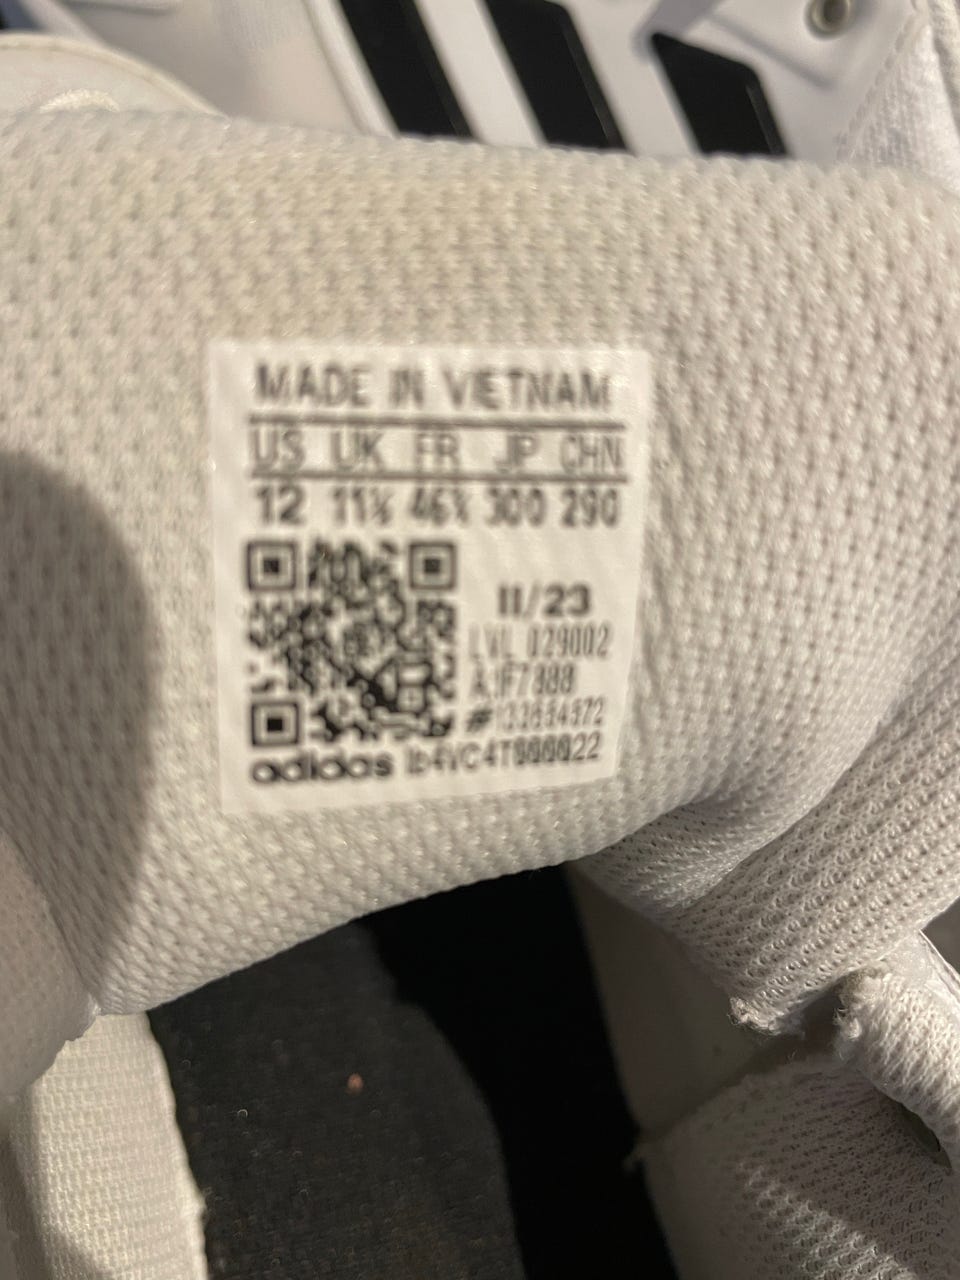 MADE IN VIETNAM
US UK FR JP CHN
12 11½ 46⅔ 300 290
11/23
LVL 029002
adidas